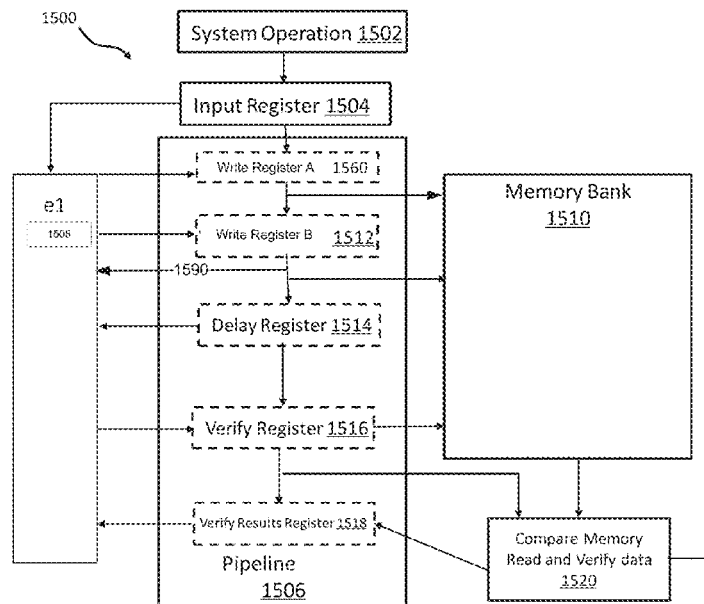 1500
System Operation 1502
Input Register 1504
Write Register A 1560
e1
1508
Memory Bank
1510
Write Register B 1512
1590
Delay Register 1514
Verify Register 1516
Verify Results Register 1518
Compare Memory
Read and Verify data
1520
Pipeline
1506